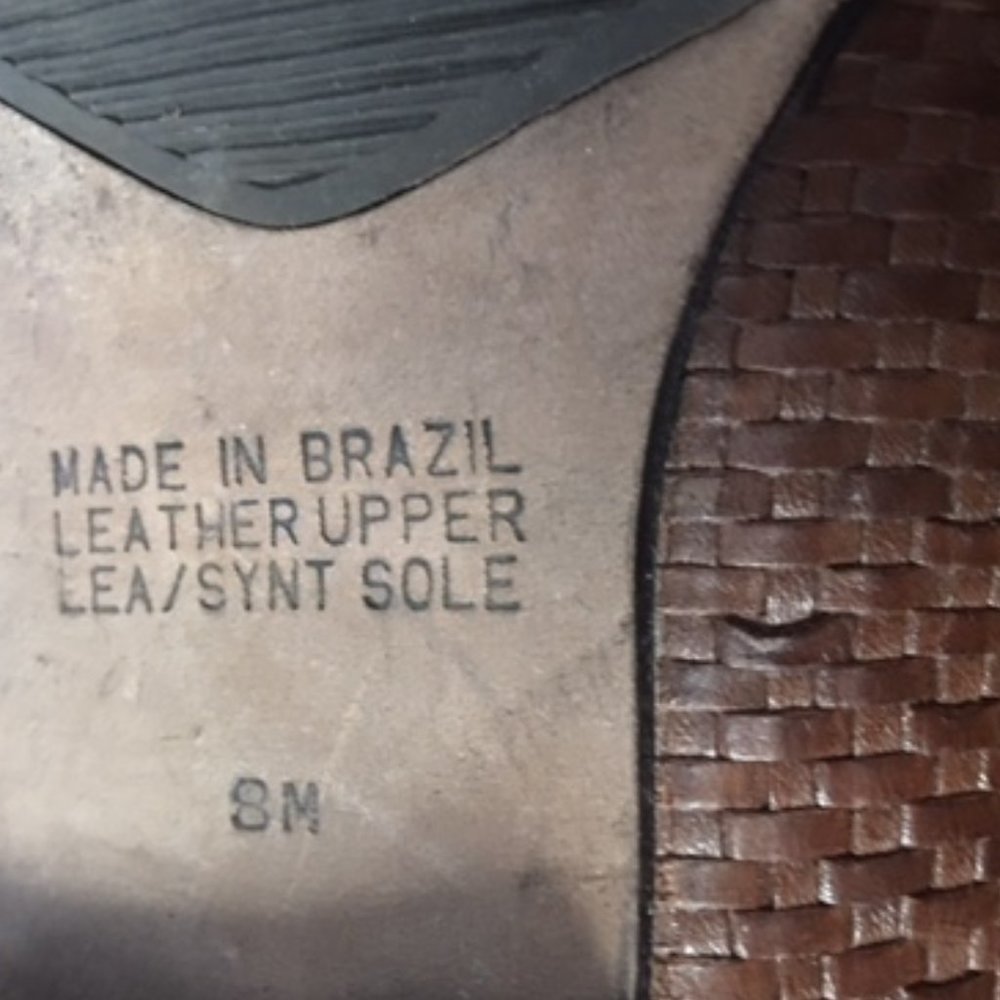 MADE IN BRAZIL
LEATHER UPPER
LEA/SYNT SOLE
8M